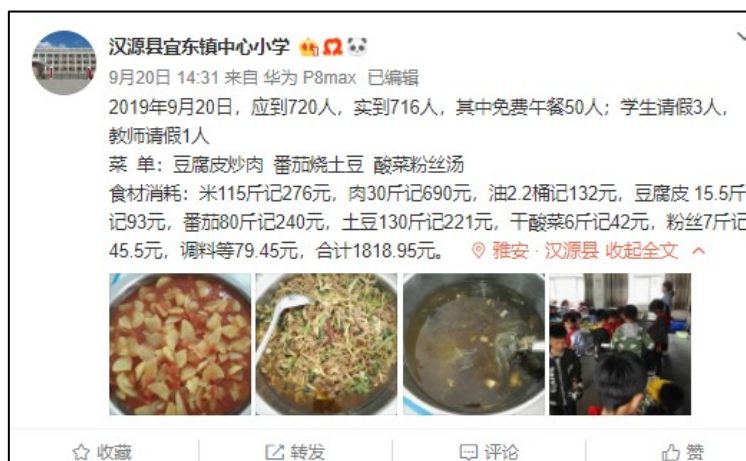 汉源县宜东镇中心小学
9月20日 14:31 来自 华为 P8max 已编辑
2019年9月20日，应到720人，实到716人，其中免费午餐50人；学生请假3人，
教师请假1人
菜 单：豆腐皮炒肉 番茄烧土豆 酸菜粉丝汤
食材消耗：米115斤记276元，肉30斤记690元，油2.2桶记132元，豆腐皮 15.5斤
记93元，番茄80斤记240元，土豆130斤记221元，干酸菜6斤记42元，粉丝7斤记
45.5元，调料等79.45元，合计1818.95元。 雅安 · 汉源县 收起全文
收藏 转发 评论 赞